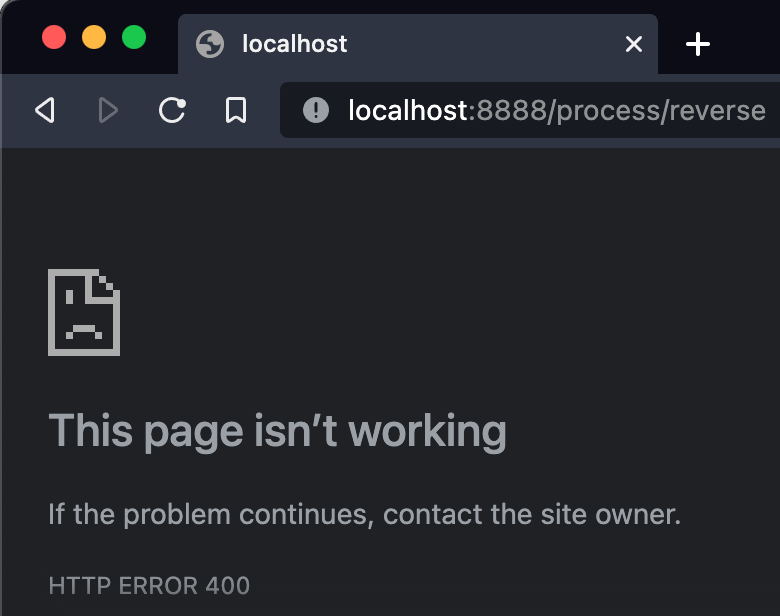 localhost
localhost:8888/process/reverse
This page isn’t working
If the problem continues, contact the site owner.
HTTP ERROR 400